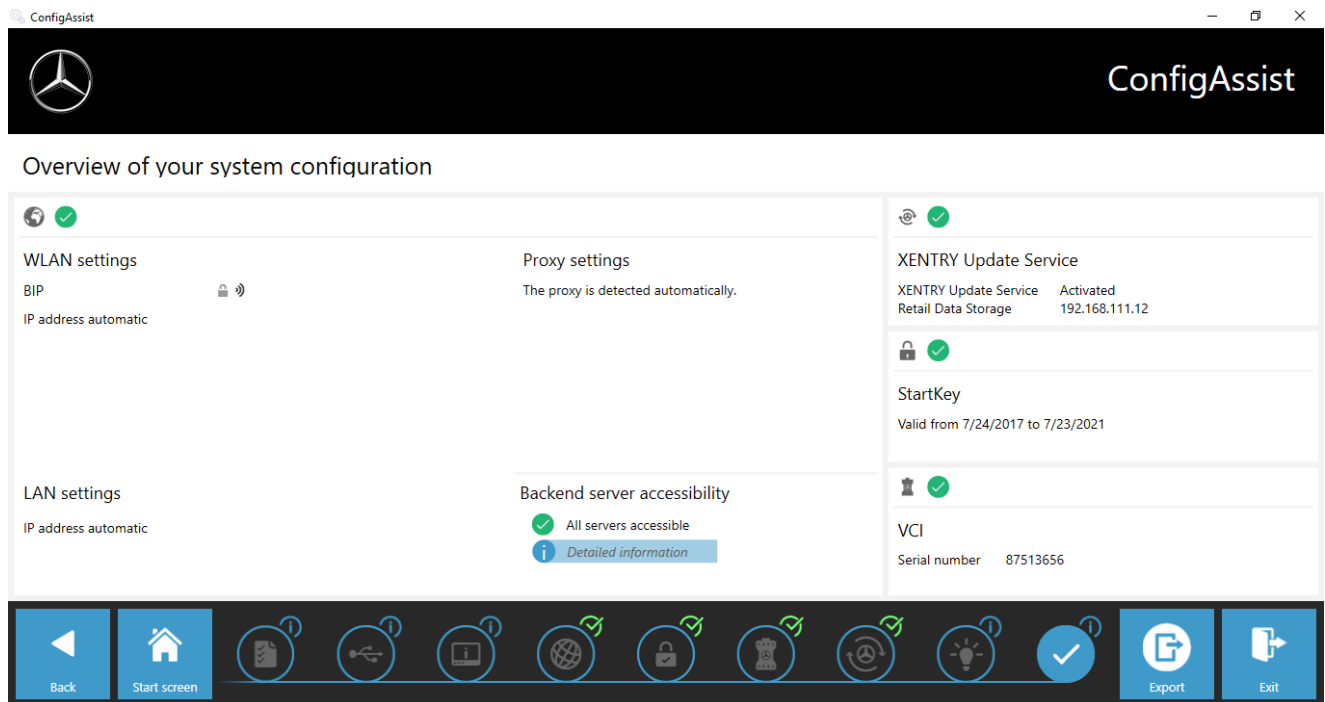 ConfigAssist
ConfigAssist
Overview of your system configuration
WLAN settings
BIP
IP address automatic
Proxy settings
The proxy is detected automatically.
LAN settings
IP address automatic
Backend server accessibility
All servers accessible
Detailed information
XENTRY Update Service
XENTRY Update Service Activated
Retail Data Storage 192.168.111.12
StartKey
Valid from 7/24/2017 to 7/23/2021
VCI
Serial number 87513656
Back
Start screen
Export
Exit